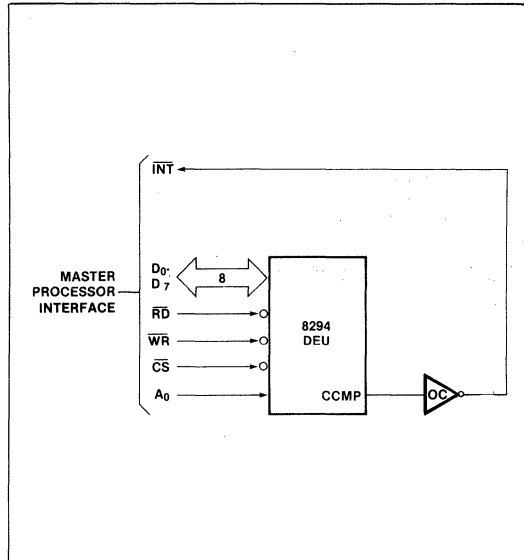 INT
MASTER
PROCESSOR
INTERFACE
D0-
D7
8
RD
WR
CS
A0
8294
DEU
CCMP
OC